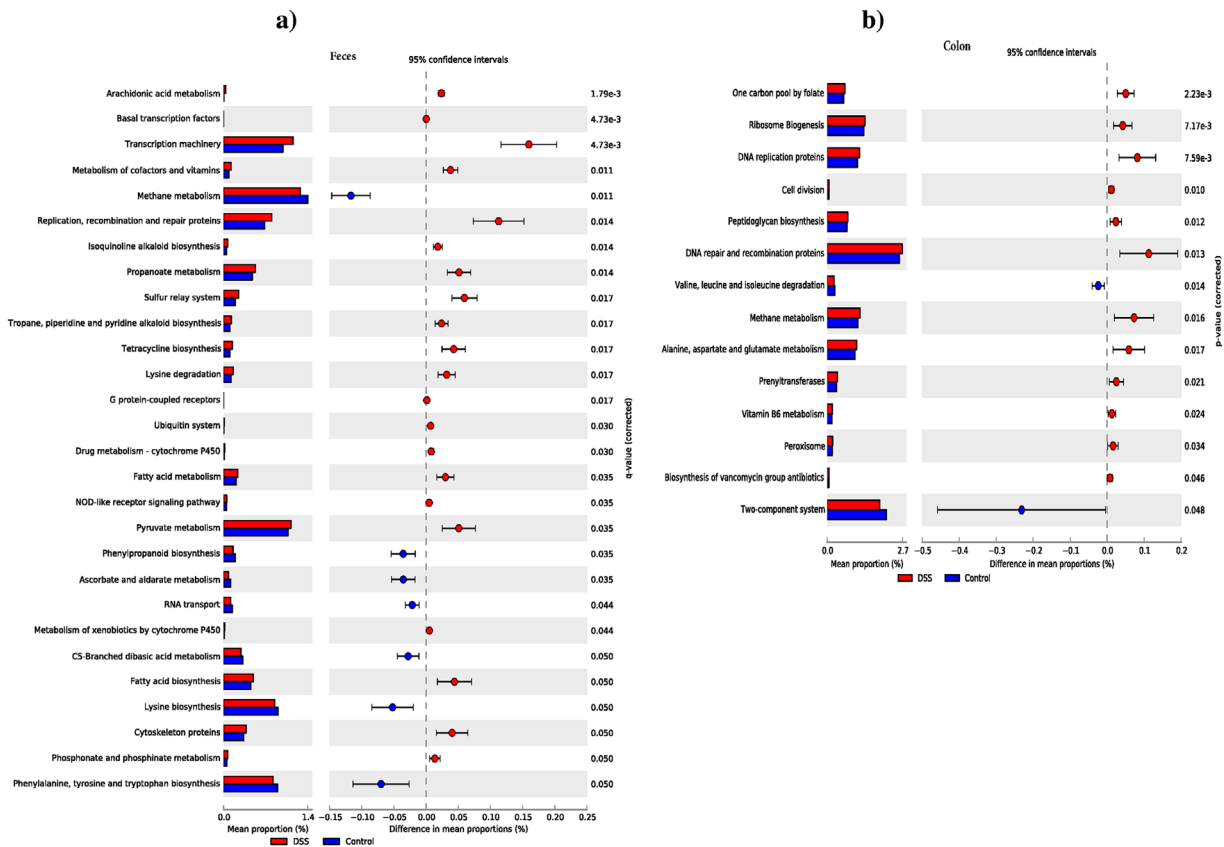 a)
Feces
95% confidence intervals
Arachidonic acid metabolism 1.79e-3
Basal transcription factors 4.73e-3
Transcription machinery 4.73e-3
Metabolism of cofactors and vitamins 0.011
Methane metabolism 0.011
Replication, recombination and repair proteins 0.014
Isoquinoline alkaloid biosynthesis 0.014
Propanoate metabolism 0.014
Sulfur relay system 0.017
Tropane, piperidine and pyridine alkaloid biosynthesis 0.017
Tetracycline biosynthesis 0.017
Lysine degradation 0.017
G protein-coupled receptors 0.017
Ubiquitin system 0.030
Drug metabolism - cytochrome P450 0.030
Fatty acid metabolism 0.035
NOD-like receptor signaling pathway 0.035
Pyruvate metabolism 0.035
Phenylpropanoid biosynthesis 0.035
Ascorbate and aldarate metabolism 0.035
RNA transport 0.044
Metabolism of xenobiotics by cytochrome P450 0.044
C5-Branched dibasic acid metabolism 0.050
Fatty acid biosynthesis 0.050
Lysine biosynthesis 0.050
Cytoskeleton proteins 0.050
Phosphonate and phosphinate metabolism 0.050
Phenylalanine, tyrosine and tryptophan biosynthesis 0.050
q-value (corrected)
0.0 1.4 −0.15 −0.10 −0.05 0.00 0.05 0.10 0.15 0.20 0.25
Mean proportion (%) Difference in mean proportions (%)
DSS Control
b)
Colon
95% confidence intervals
One carbon pool by folate 2.23e-3
Ribosome Biogenesis 7.17e-3
DNA replication proteins 7.59e-3
Cell division 0.010
Peptidoglycan biosynthesis 0.012
DNA repair and recombination proteins 0.013
Valine, leucine and isoleucine degradation 0.014
Methane metabolism 0.016
Alanine, aspartate and glutamate metabolism 0.017
Prenyltransferases 0.021
Vitamin B6 metabolism 0.024
Peroxisome 0.034
Biosynthesis of vancomycin group antibiotics 0.046
Two-component system 0.048
p-value (corrected)
0.0 2.7 −0.5 −0.4 −0.3 −0.2 −0.1 0.0 0.1 0.2
Mean proportion (%) Difference in mean proportions (%)
DSS Control